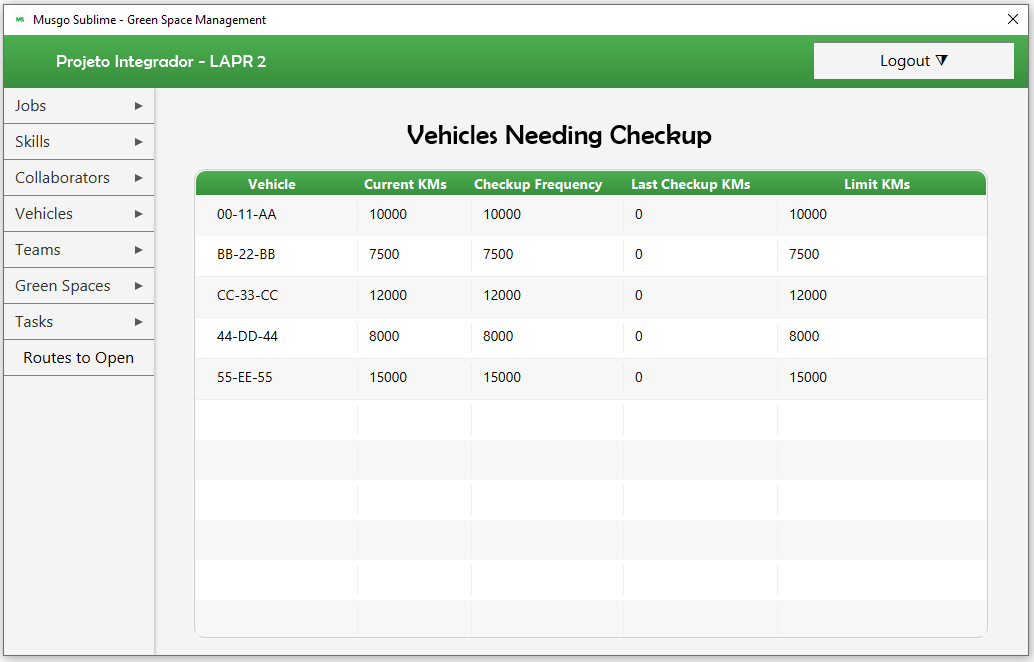 MS Musgo Sublime - Green Space Management
Projeto Integrador - LAPR 2
Logout
Jobs
Skills
Collaborators
Vehicles
Teams
Green Spaces
Tasks
Routes to Open
Vehicles Needing Checkup
Vehicle Current KMs Checkup Frequency Last Checkup KMs Limit KMs
00-11-AA 10000 10000 0 10000
BB-22-BB 7500 7500 0 7500
CC-33-CC 12000 12000 0 12000
44-DD-44 8000 8000 0 8000
55-EE-55 15000 15000 0 15000